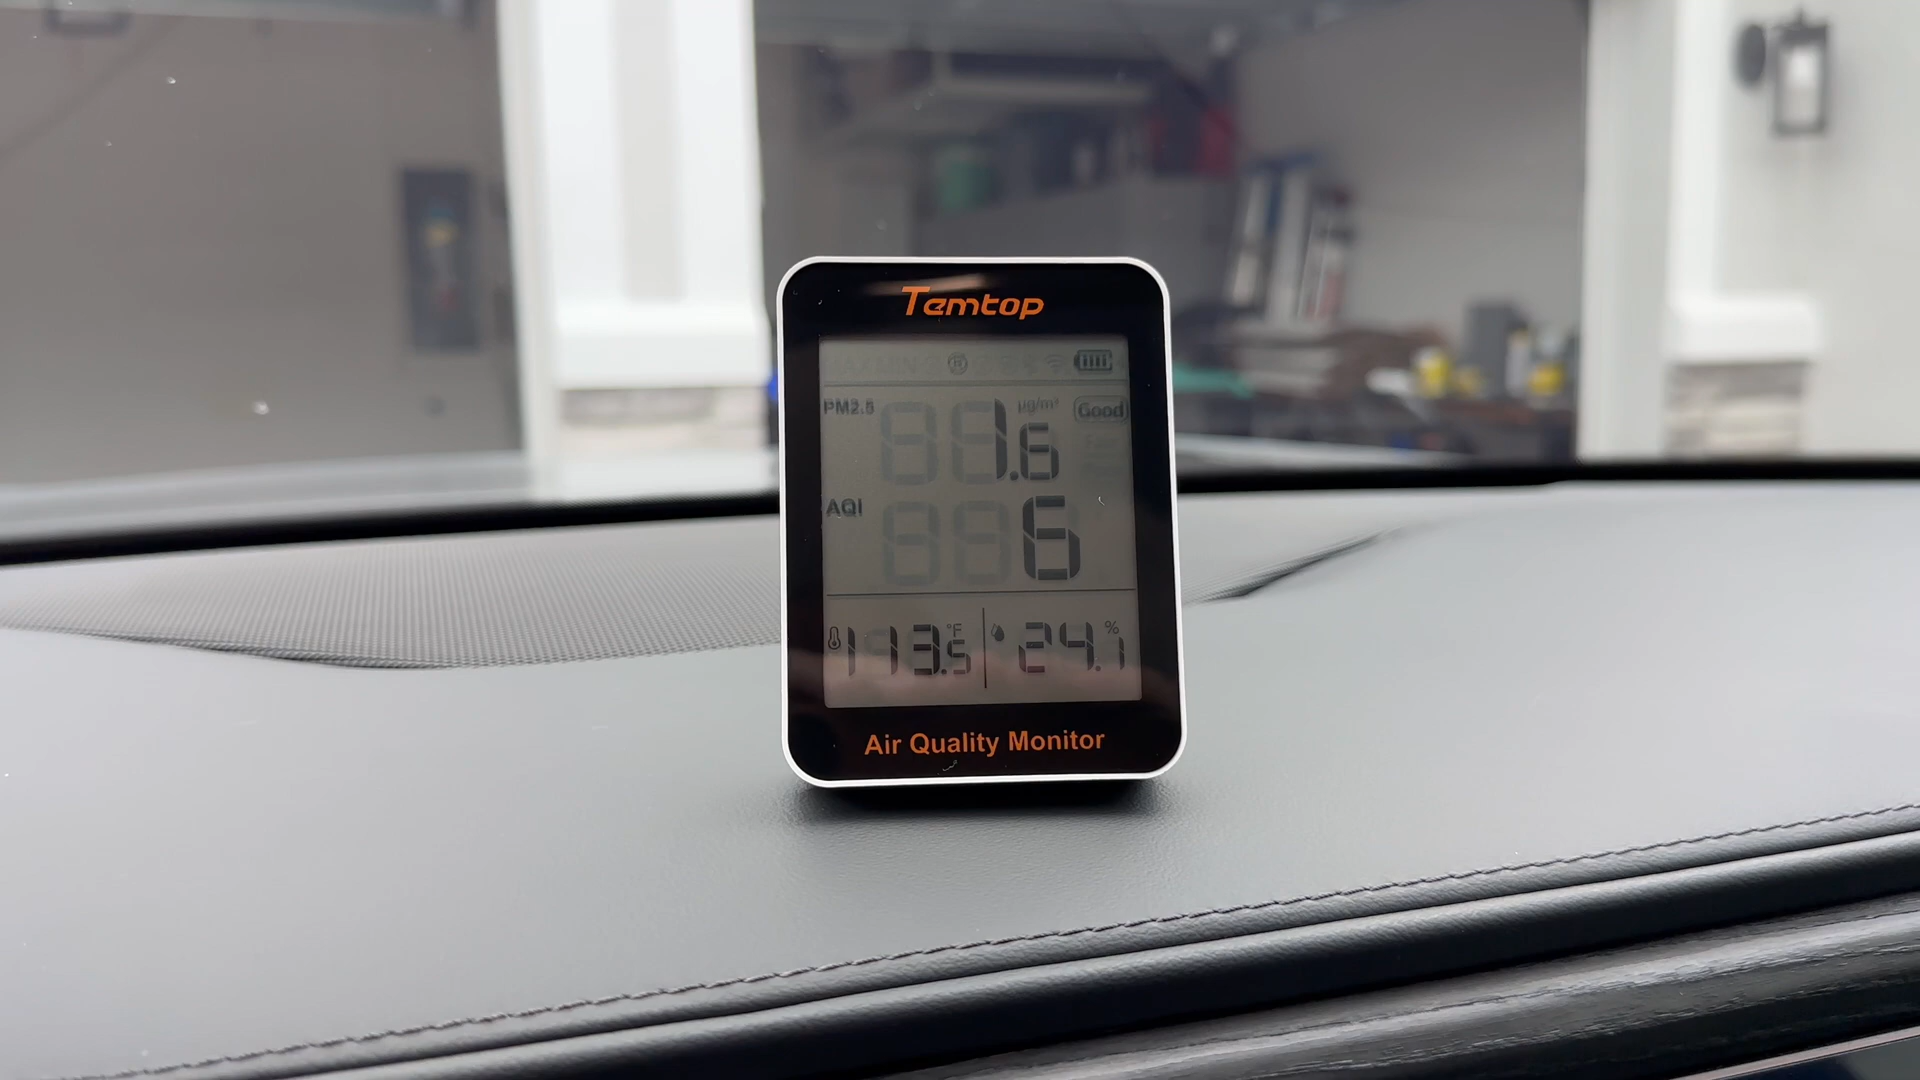 Temtop
PM2.5 1.6 µg/m³ Good
AQI 6
113.5 °F 24.1 %
Air Quality Monitor